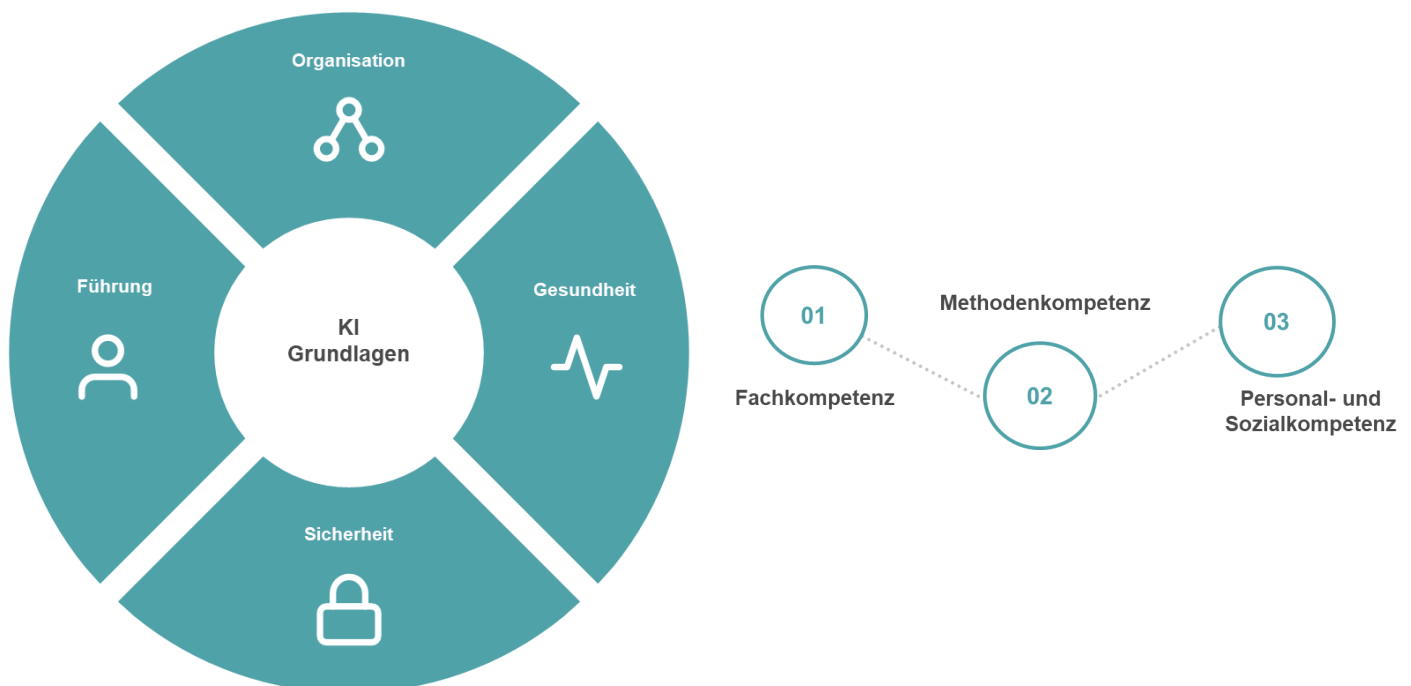 Organisation
Führung
Gesundheit
KI
Grundlagen
Sicherheit
01
Fachkompetenz
Methodenkompetenz
02
03
Personal- und
Sozialkompetenz